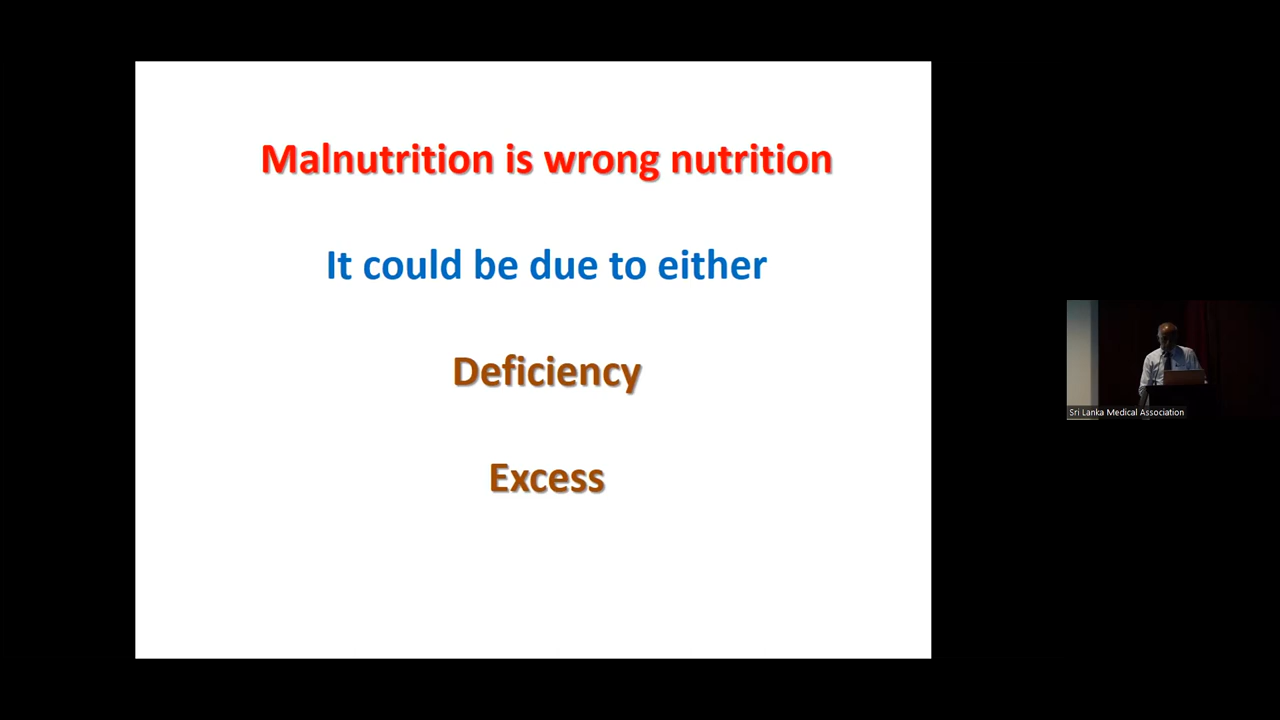 Malnutrition is wrong nutrition
It could be due to either
Deficiency
Excess
Sri Lanka Medical Association